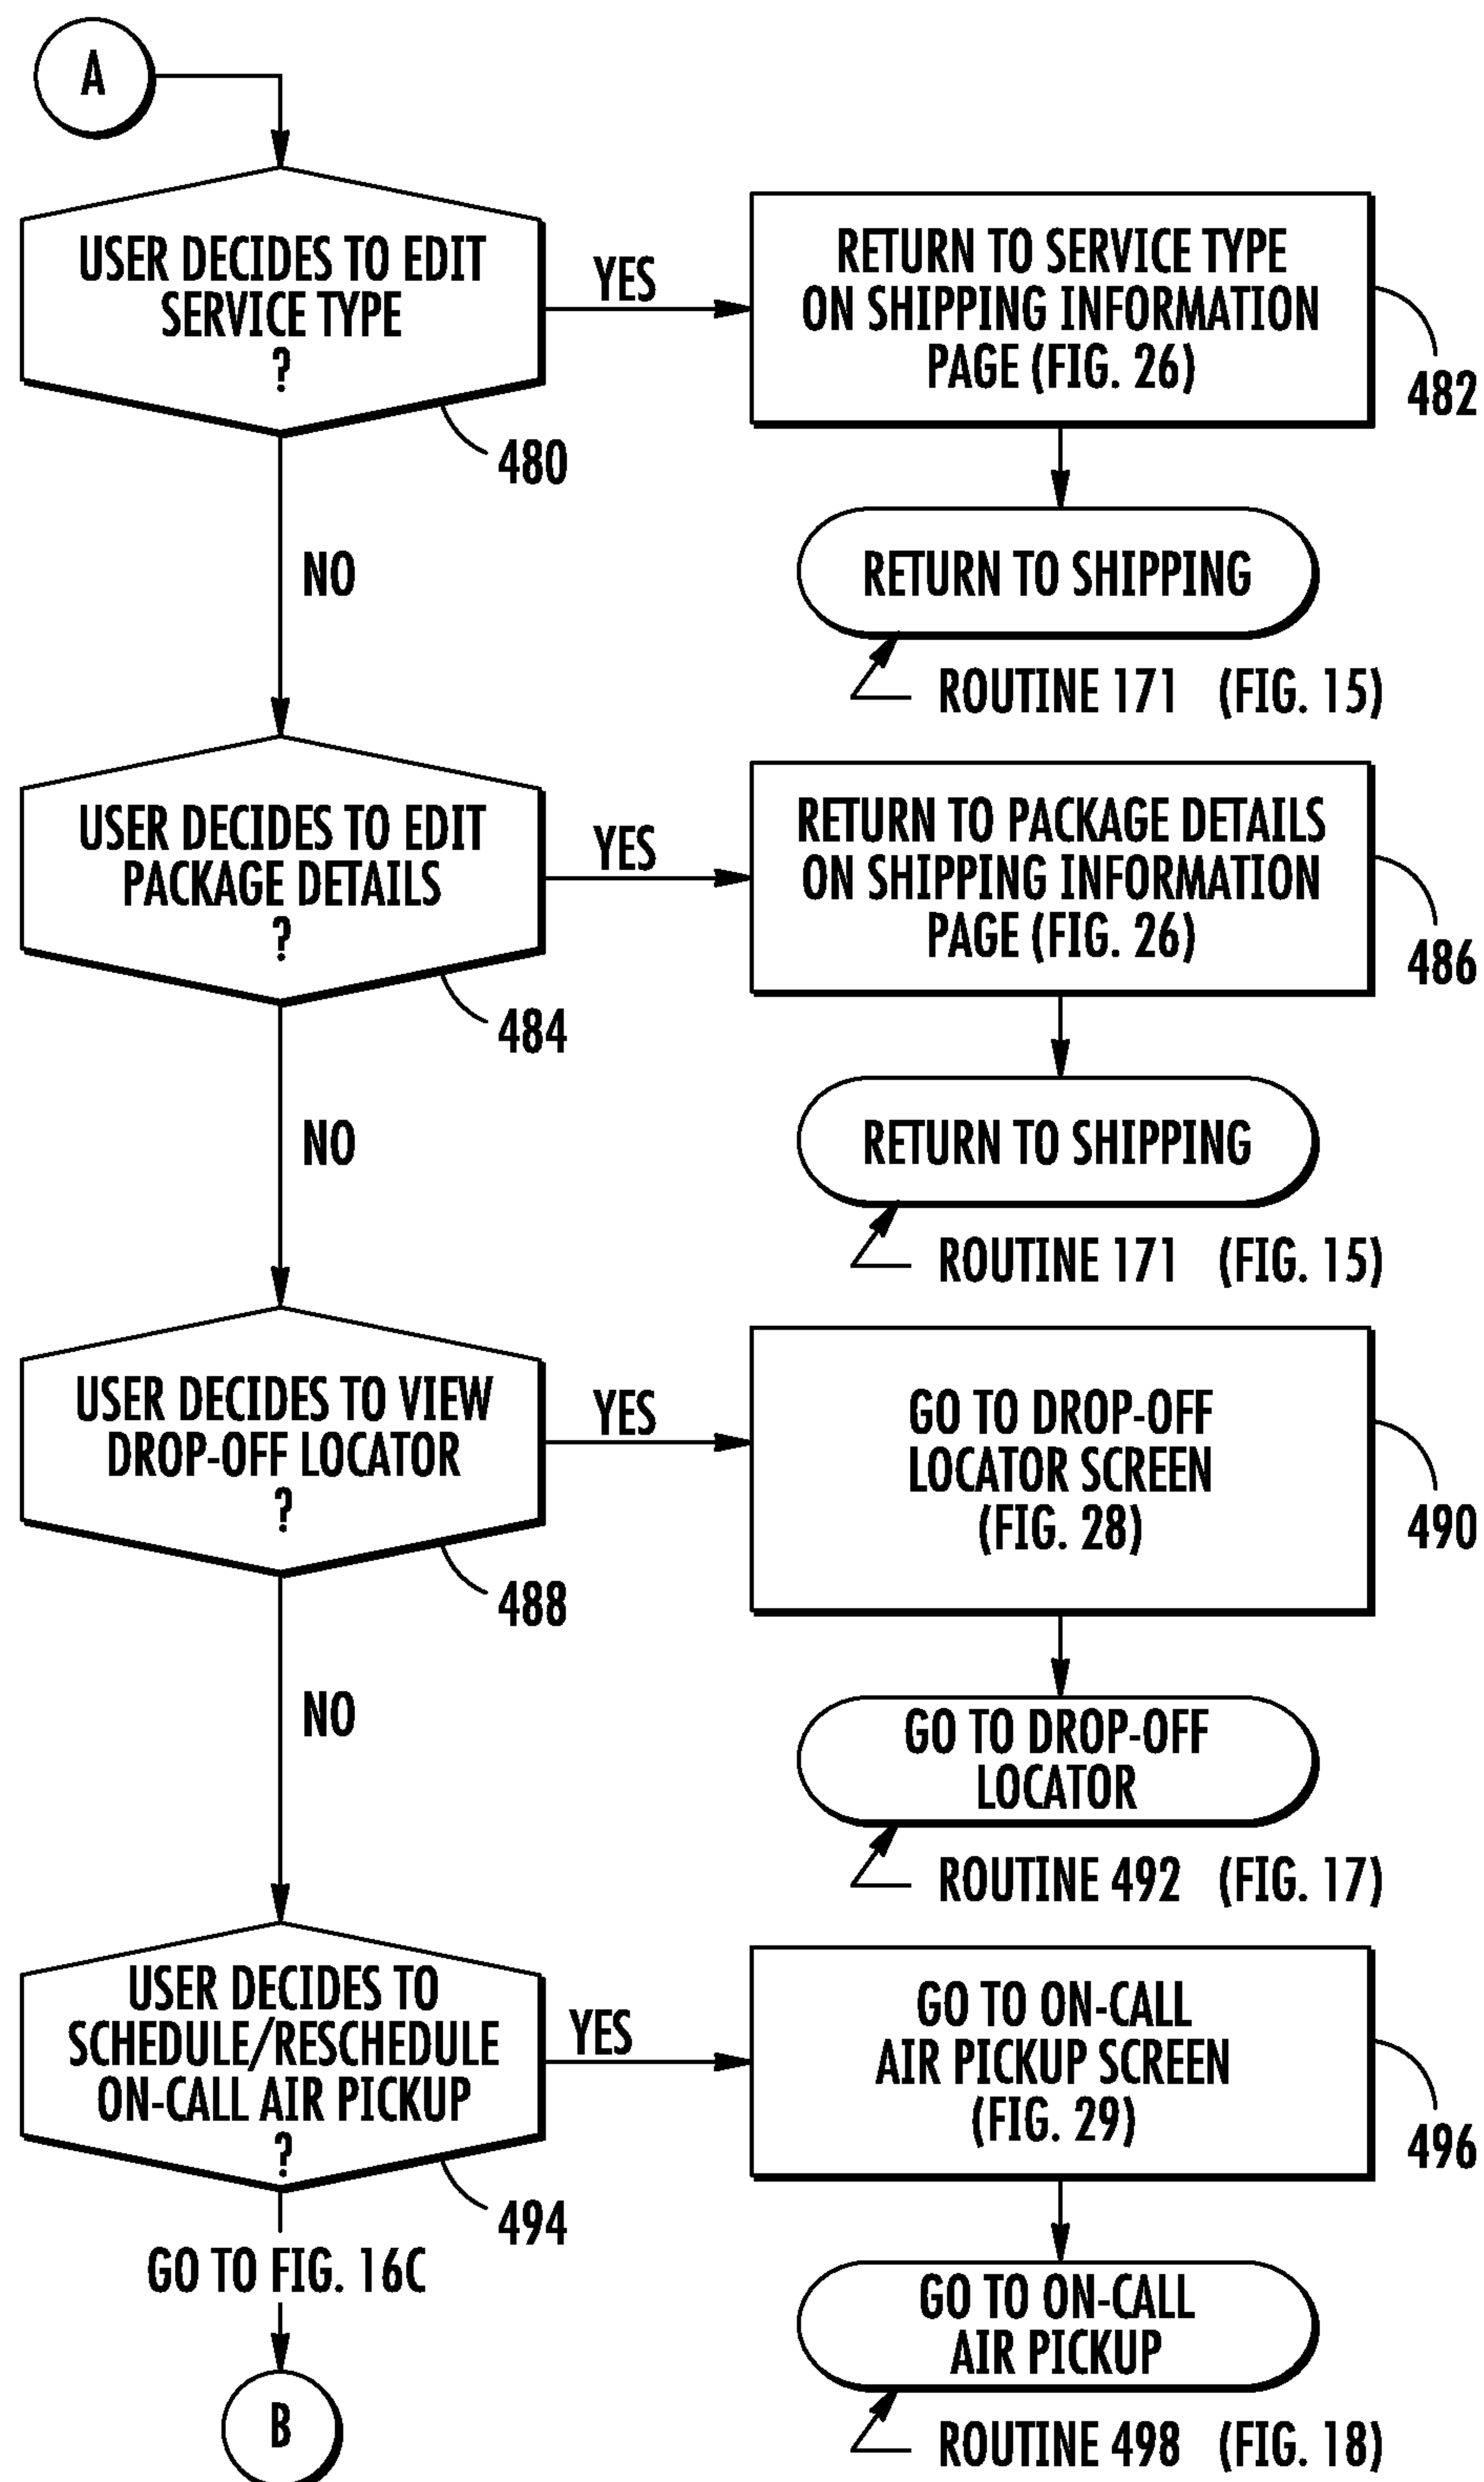 A
USER DECIDES TO EDIT
SERVICE TYPE
?
480
YES
RETURN TO SERVICE TYPE
ON SHIPPING INFORMATION
PAGE (FIG. 26)
482
RETURN TO SHIPPING
ROUTINE 171 (FIG. 15)
NO
USER DECIDES TO EDIT
PACKAGE DETAILS
?
484
YES
RETURN TO PACKAGE DETAILS
ON SHIPPING INFORMATION
PAGE (FIG. 26)
486
RETURN TO SHIPPING
ROUTINE 171 (FIG. 15)
NO
USER DECIDES TO VIEW
DROP-OFF LOCATOR
?
488
YES
GO TO DROP-OFF
LOCATOR SCREEN
(FIG. 28)
490
GO TO DROP-OFF
LOCATOR
ROUTINE 492 (FIG. 17)
NO
USER DECIDES TO
SCHEDULE/RESCHEDULE
ON-CALL AIR PICKUP
?
494
YES
GO TO ON-CALL
AIR PICKUP SCREEN
(FIG. 29)
496
GO TO ON-CALL
AIR PICKUP
ROUTINE 498 (FIG. 18)
GO TO FIG. 16C
B